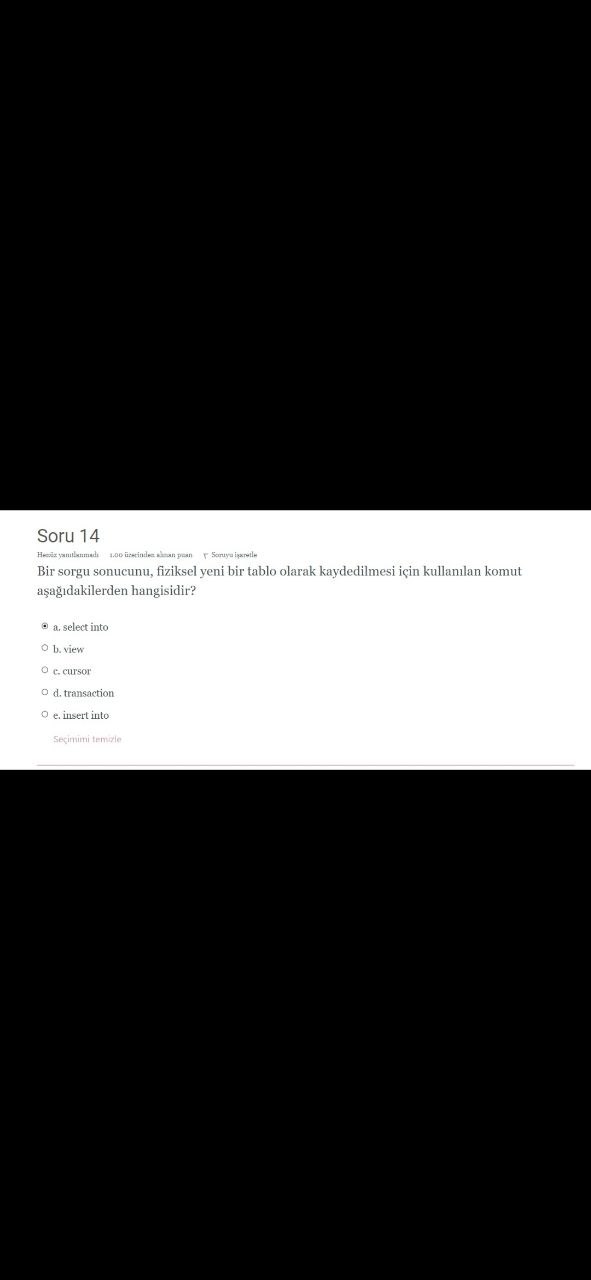 Soru 14
Henüz yanıtlanmadı 1.00 üzerinden alınan puan Soruyu işaretle
Bir sorgu sonucunu, fiziksel yeni bir tablo olarak kaydedilmesi için kullanılan komut
aşağıdakilerden hangisidir?
a. select into
b. view
c. cursor
d. transaction
e. insert into
Seçimimi temizle